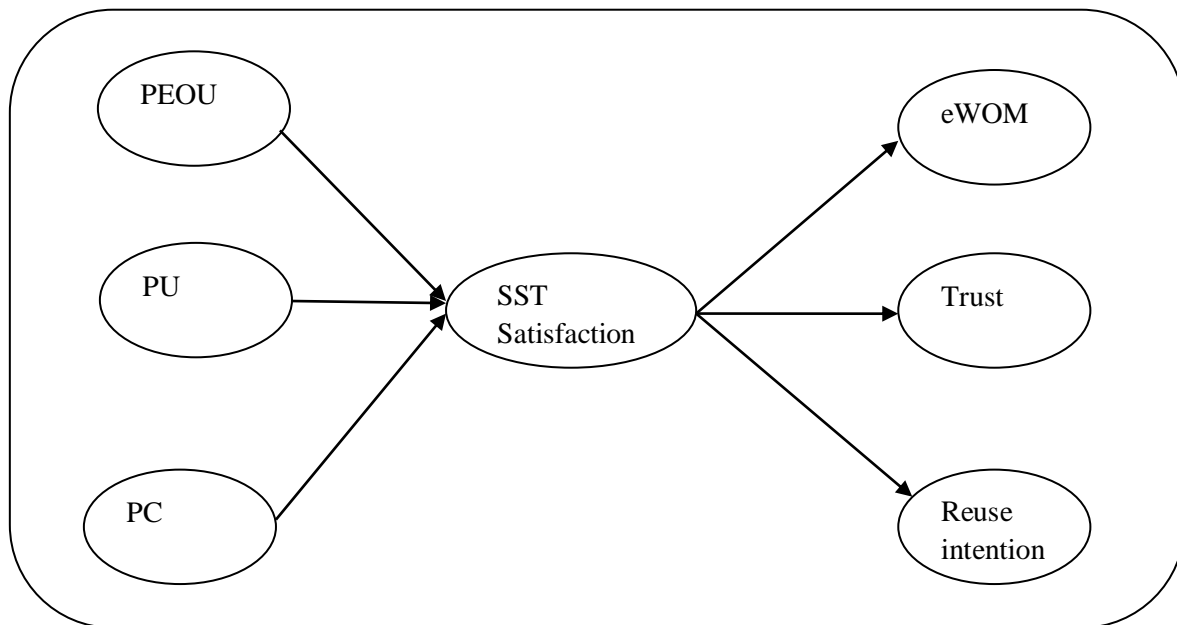 PEOU
PU
PC
SST
Satisfaction
eWOM
Trust
Reuse
intention